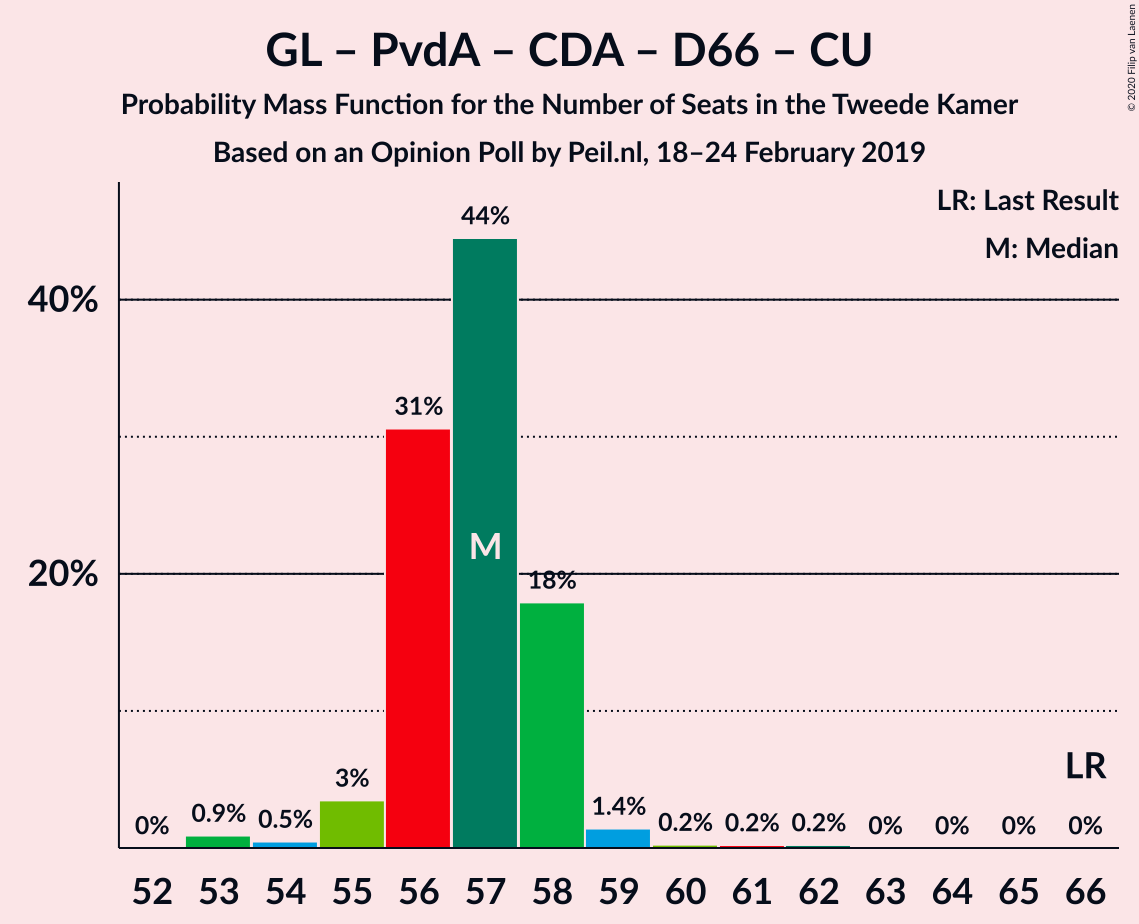 GL – PvdA – CDA – D66 – CU
Probability Mass Function for the Number of Seats in the Tweede Kamer
Based on an Opinion Poll by Peil.nl, 18–24 February 2019
© 2020 Filip van Laenen
LR: Last Result
M: Median
40%
20%
0%
0.9%
0.5%
3%
31%
44%
M
18%
1.4%
0.2%
0.2%
0.2%
0%
0%
0%
0%
LR
52 53 54 55 56 57 58 59 60 61 62 63 64 65 66